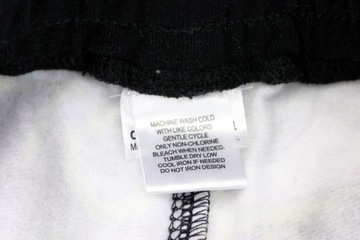 MACHINE WASH COLD
WITH LIKE COLORS
GENTLE CYCLE
ONLY NON-CHLORINE
BLEACH WHEN NEEDED.
TUMBLE DRY LOW
COOL IRON IF NEEDED
DO NOT IRON DESIGN